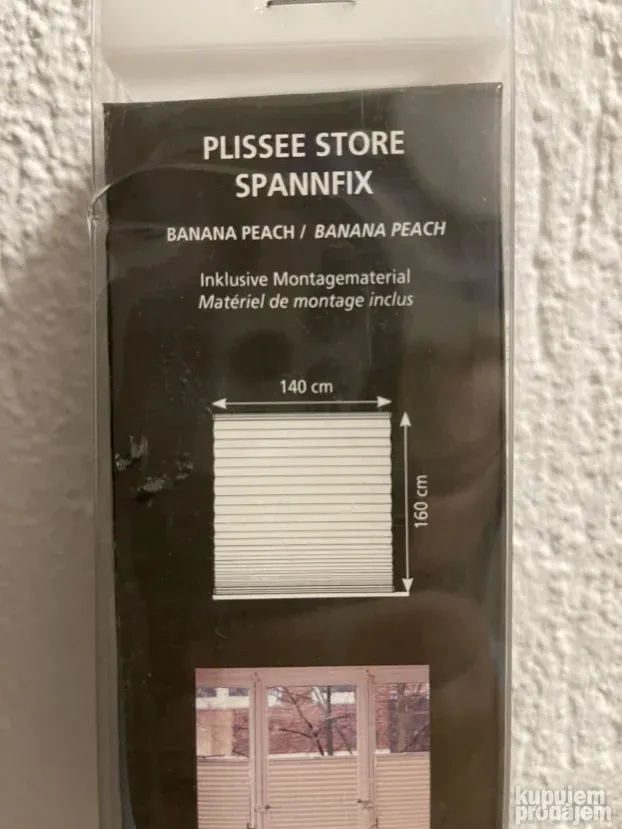 PLISSEE STORE
SPANNFIX
BANANA PEACH / BANANA PEACH
Inklusive Montagematerial
Matériel de montage inclus
140 cm
160 cm
kupujem
prodajem